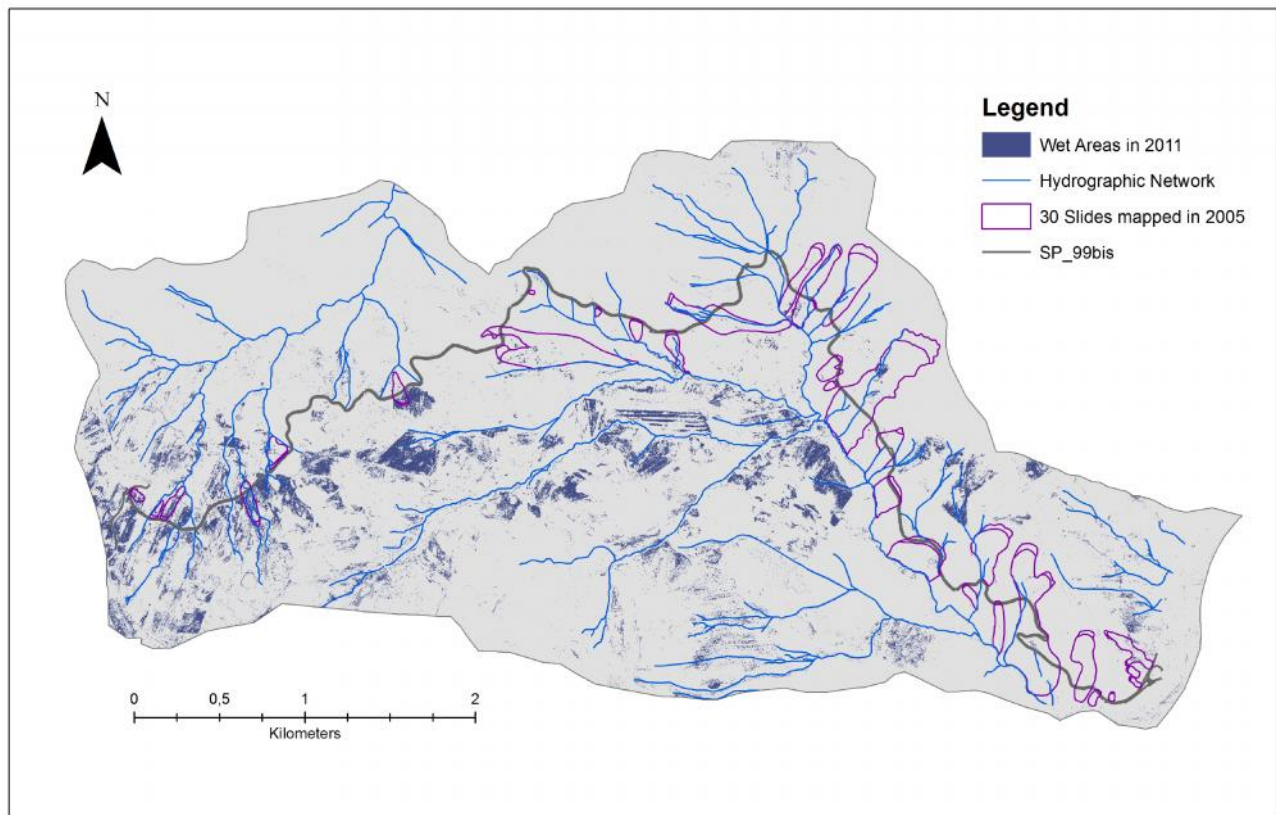 N
Legend
Wet Areas in 2011
Hydrographic Network
30 Slides mapped in 2005
SP_99bis
0 0,5 1 2
Kilometers